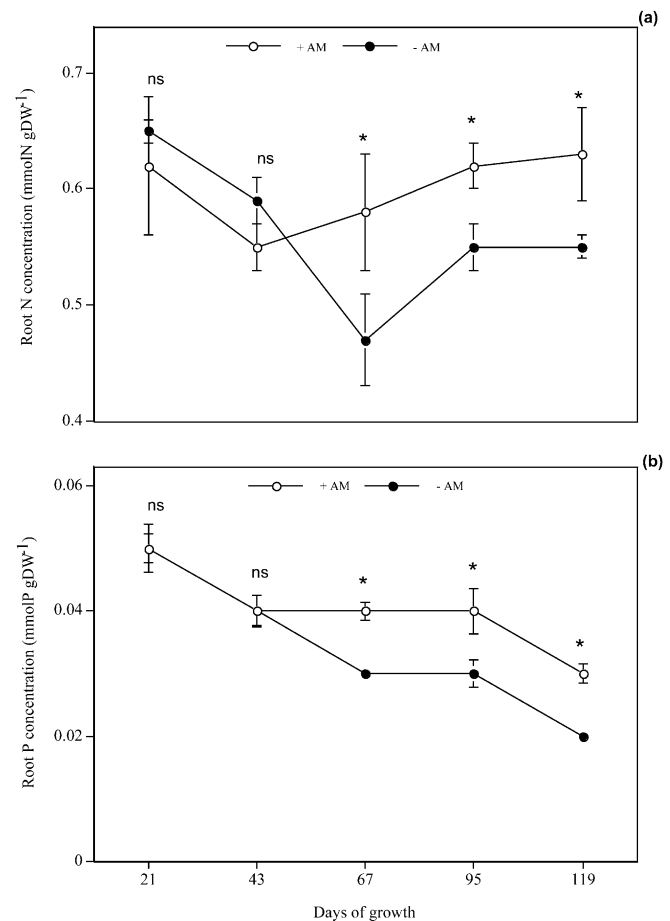 (a)
+ AM - AM
0.7
ns
*
*
*
ns
0.6
0.5
0.4
Root N concentration (mmolN gDW-1)
(b)
0.06
+ AM - AM
ns
ns
*
*
*
0.04
0.02
0
Root P concentration (mmolP gDW-1)
21 43 67 95 119
Days of growth